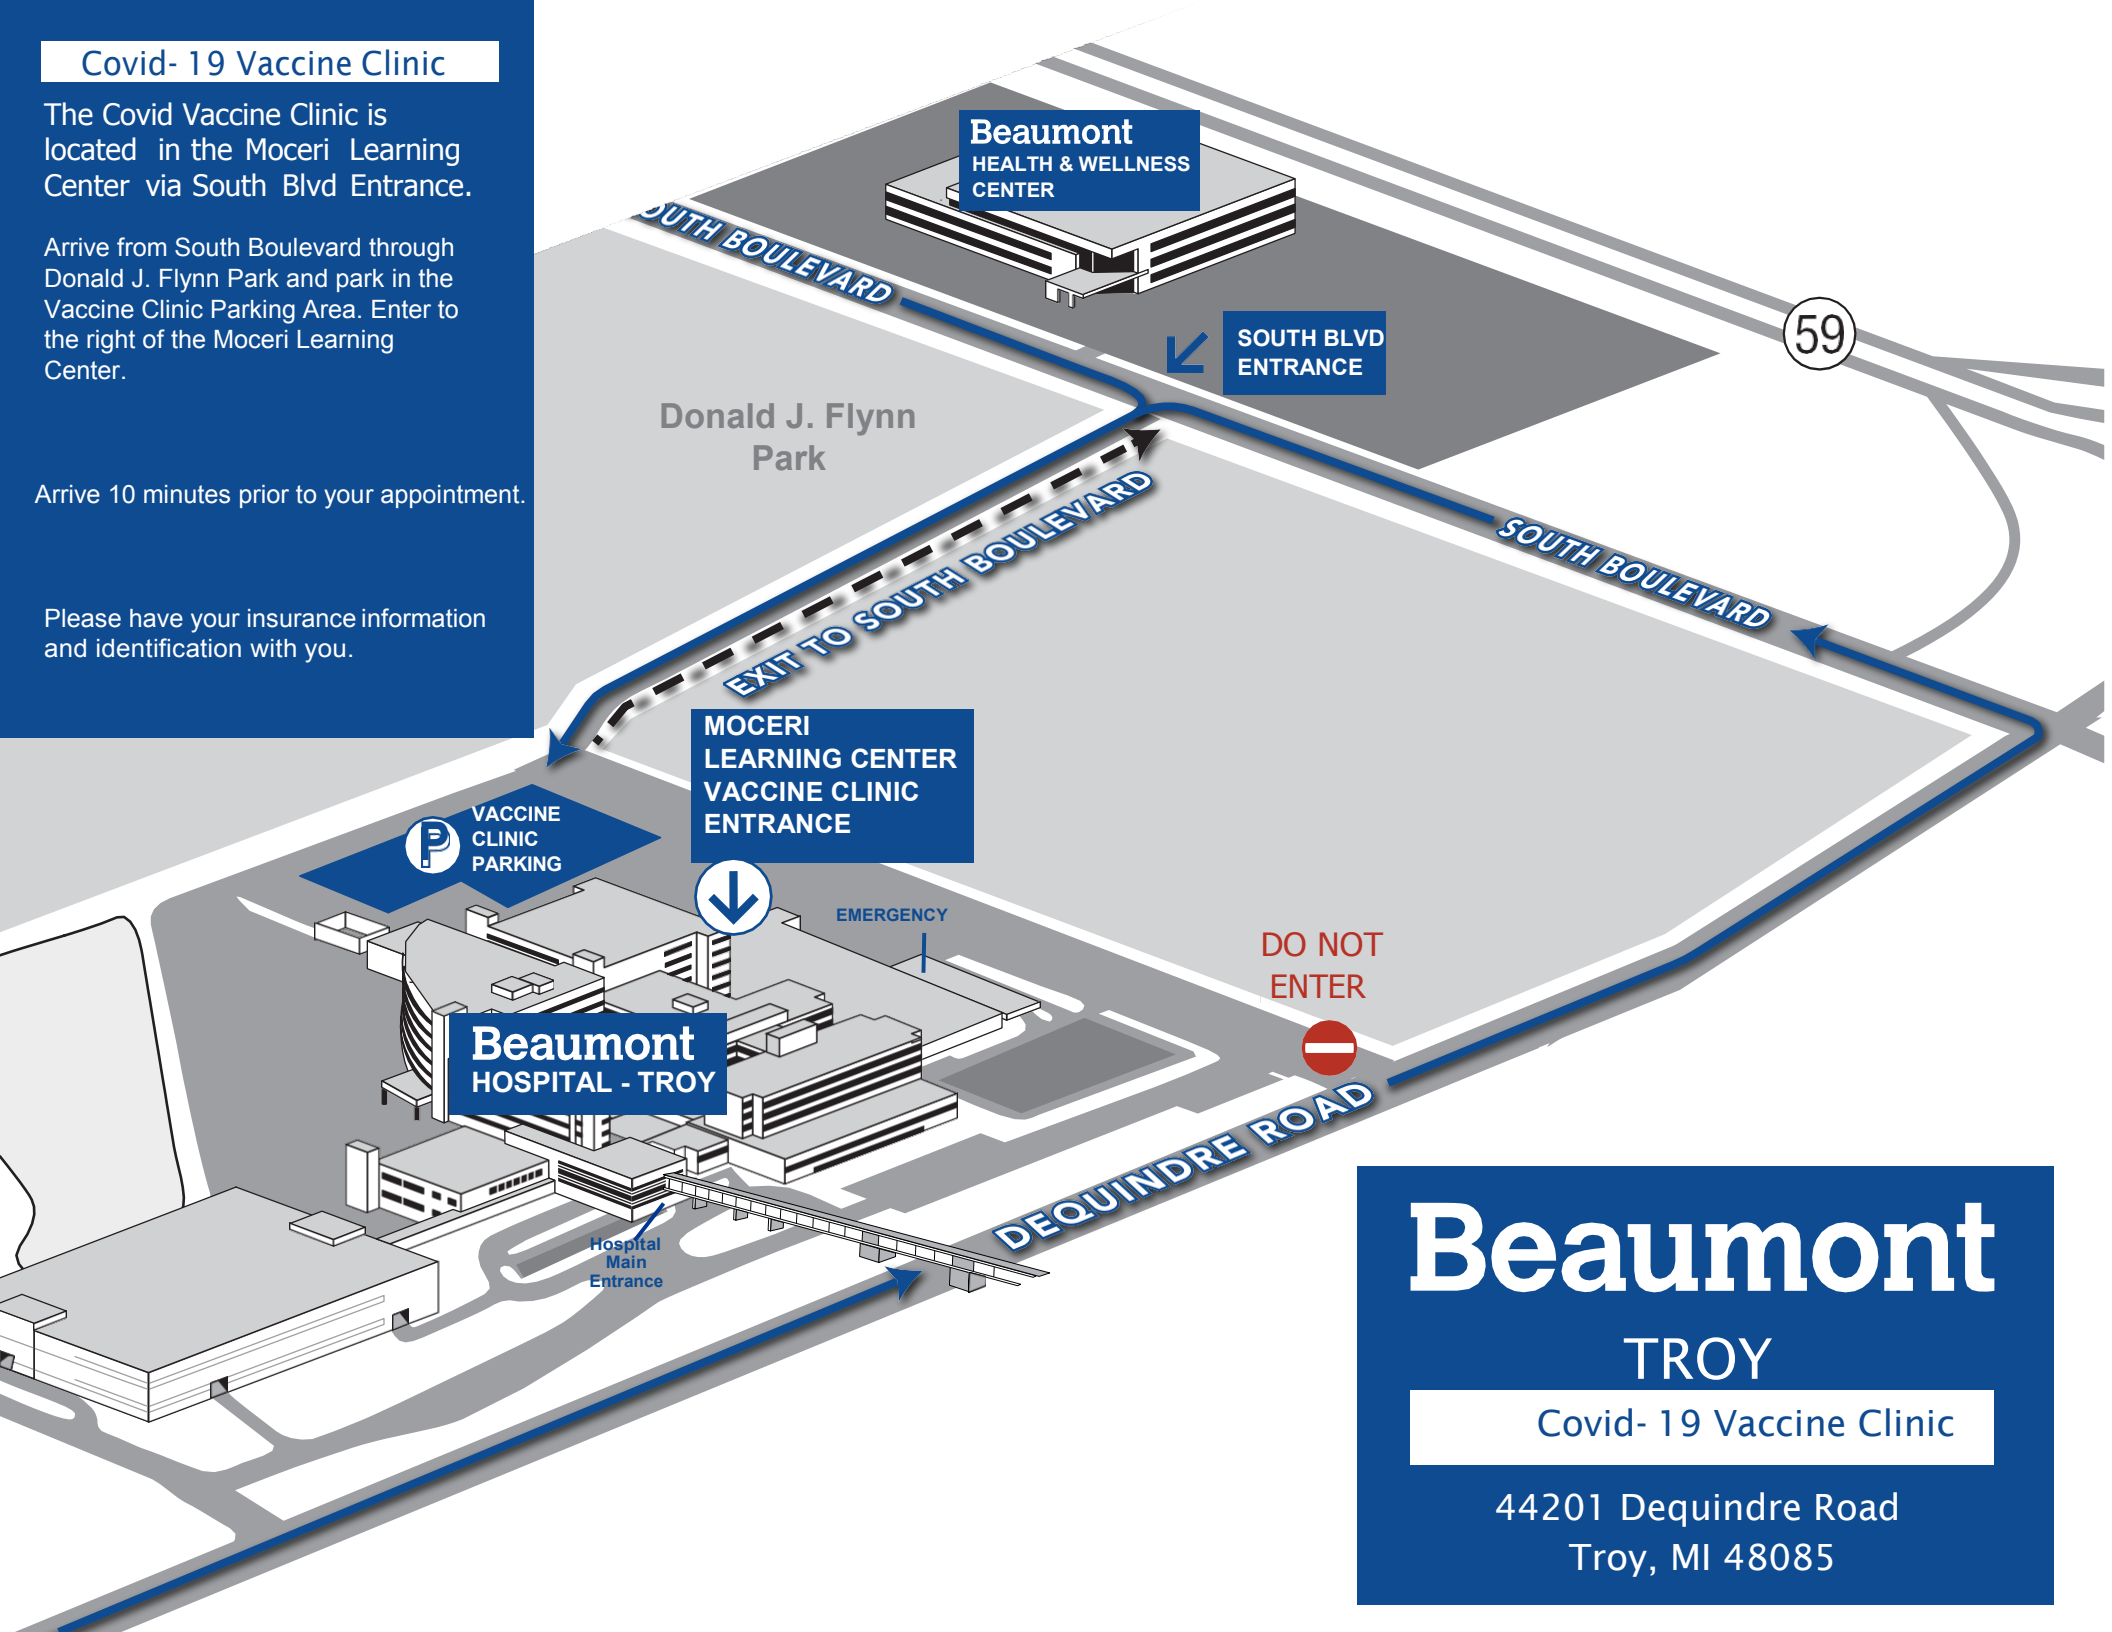 Covid- 19 Vaccine Clinic
The Covid Vaccine Clinic is
located in the Moceri Learning
Center via South Blvd Entrance.
Arrive from South Boulevard through
Donald J. Flynn Park and park in the
Vaccine Clinic Parking Area. Enter to
the right of the Moceri Learning
Center.
Arrive 10 minutes prior to your appointment.
Please have your insurance information
and identification with you.
Beaumont
HEALTH & WELLNESS
CENTER
OUTH BOULEVARD
59
SOUTH BLVD
ENTRANCE
Donald J. Flynn
Park
EXIT TO SOUTH BOULEVARD
SOUTH BOULEVARD
MOCERI
LEARNING CENTER
VACCINE CLINIC
ENTRANCE
P
VACCINE
CLINIC
PARKING
EMERGENCY
DO NOT
ENTER
Beaumont
HOSPITAL - TROY
DEQUINDRE ROAD
Hospital
Main
Entrance
Beaumont
TROY
Covid- 19 Vaccine Clinic
44201 Dequindre Road
Troy, MI 48085